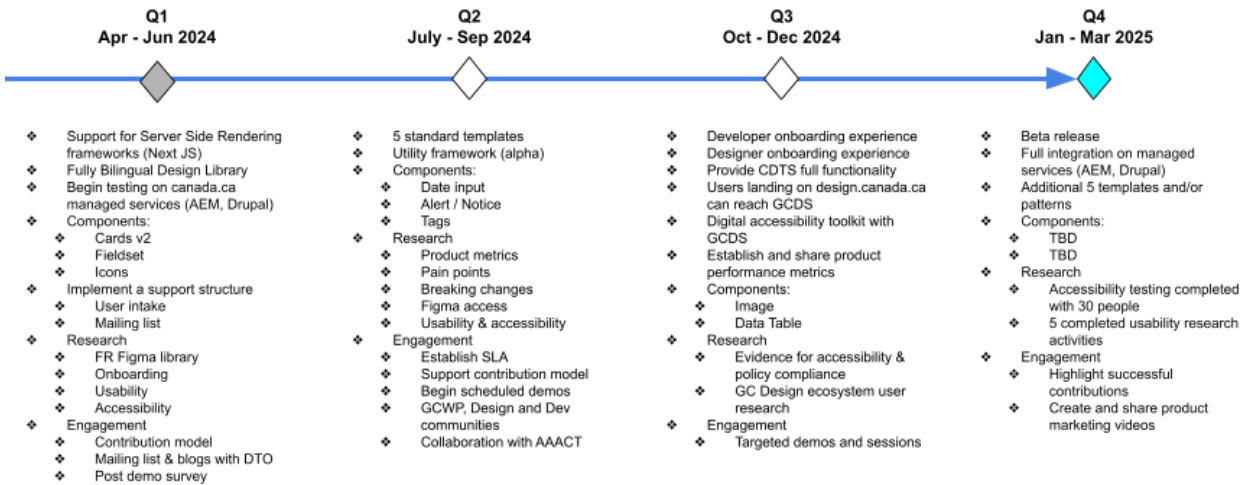 Q1
Apr - Jun 2024
❖ Support for Server Side Rendering
frameworks (Next JS)
❖ Fully Bilingual Design Library
❖ Begin testing on canada.ca
managed services (AEM, Drupal)
❖ Components:
❖ Cards v2
❖ Fieldset
❖ Icons
❖ Implement a support structure
❖ User intake
❖ Mailing list
❖ Research
❖ FR Figma library
❖ Onboarding
❖ Usability
❖ Accessibility
❖ Engagement
❖ Contribution model
❖ Mailing list & blogs with DTO
❖ Post demo survey
Q2
July - Sep 2024
❖ 5 standard templates
❖ Utility framework (alpha)
❖ Components:
❖ Date input
❖ Alert / Notice
❖ Tags
❖ Research
❖ Product metrics
❖ Pain points
❖ Breaking changes
❖ Figma access
❖ Usability & accessibility
❖ Engagement
❖ Establish SLA
❖ Support contribution model
❖ Begin scheduled demos
❖ GCWP, Design and Dev
communities
❖ Collaboration with AAACT
Q3
Oct - Dec 2024
❖ Developer onboarding experience
❖ Designer onboarding experience
❖ Provide CDTS full functionality
❖ Users landing on design.canada.ca
can reach GCDS
❖ Digital accessibility toolkit with
GCDS
❖ Establish and share product
performance metrics
❖ Components:
❖ Image
❖ Data Table
❖ Research
❖ Evidence for accessibility &
policy compliance
❖ GC Design ecosystem user
research
❖ Engagement
❖ Targeted demos and sessions
Q4
Jan - Mar 2025
❖ Beta release
❖ Full integration on managed
services (AEM, Drupal)
❖ Additional 5 templates and/or
patterns
❖ Components:
❖ TBD
❖ TBD
❖ Research
❖ Accessibility testing completed
with 30 people
❖ 5 completed usability research
activities
❖ Engagement
❖ Highlight successful
contributions
❖ Create and share product
marketing videos